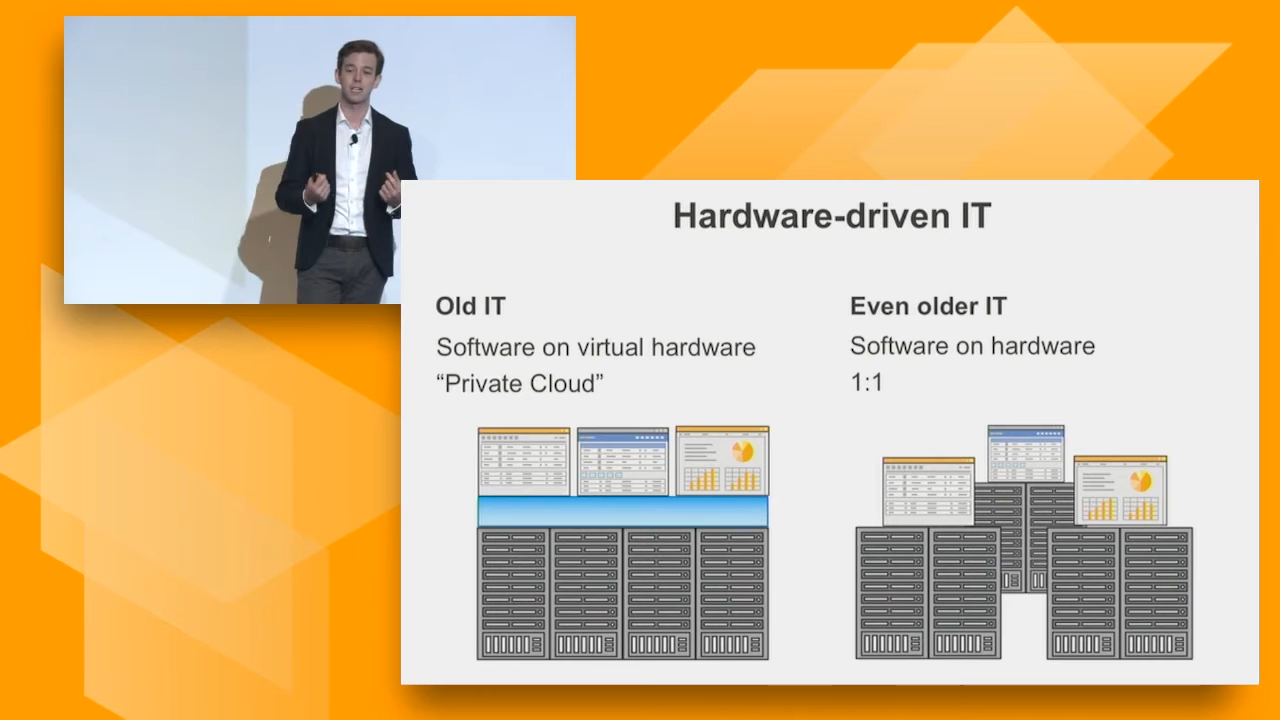 Hardware-driven IT
Old IT
Software on virtual hardware
“Private Cloud”
Even older IT
Software on hardware
1:1